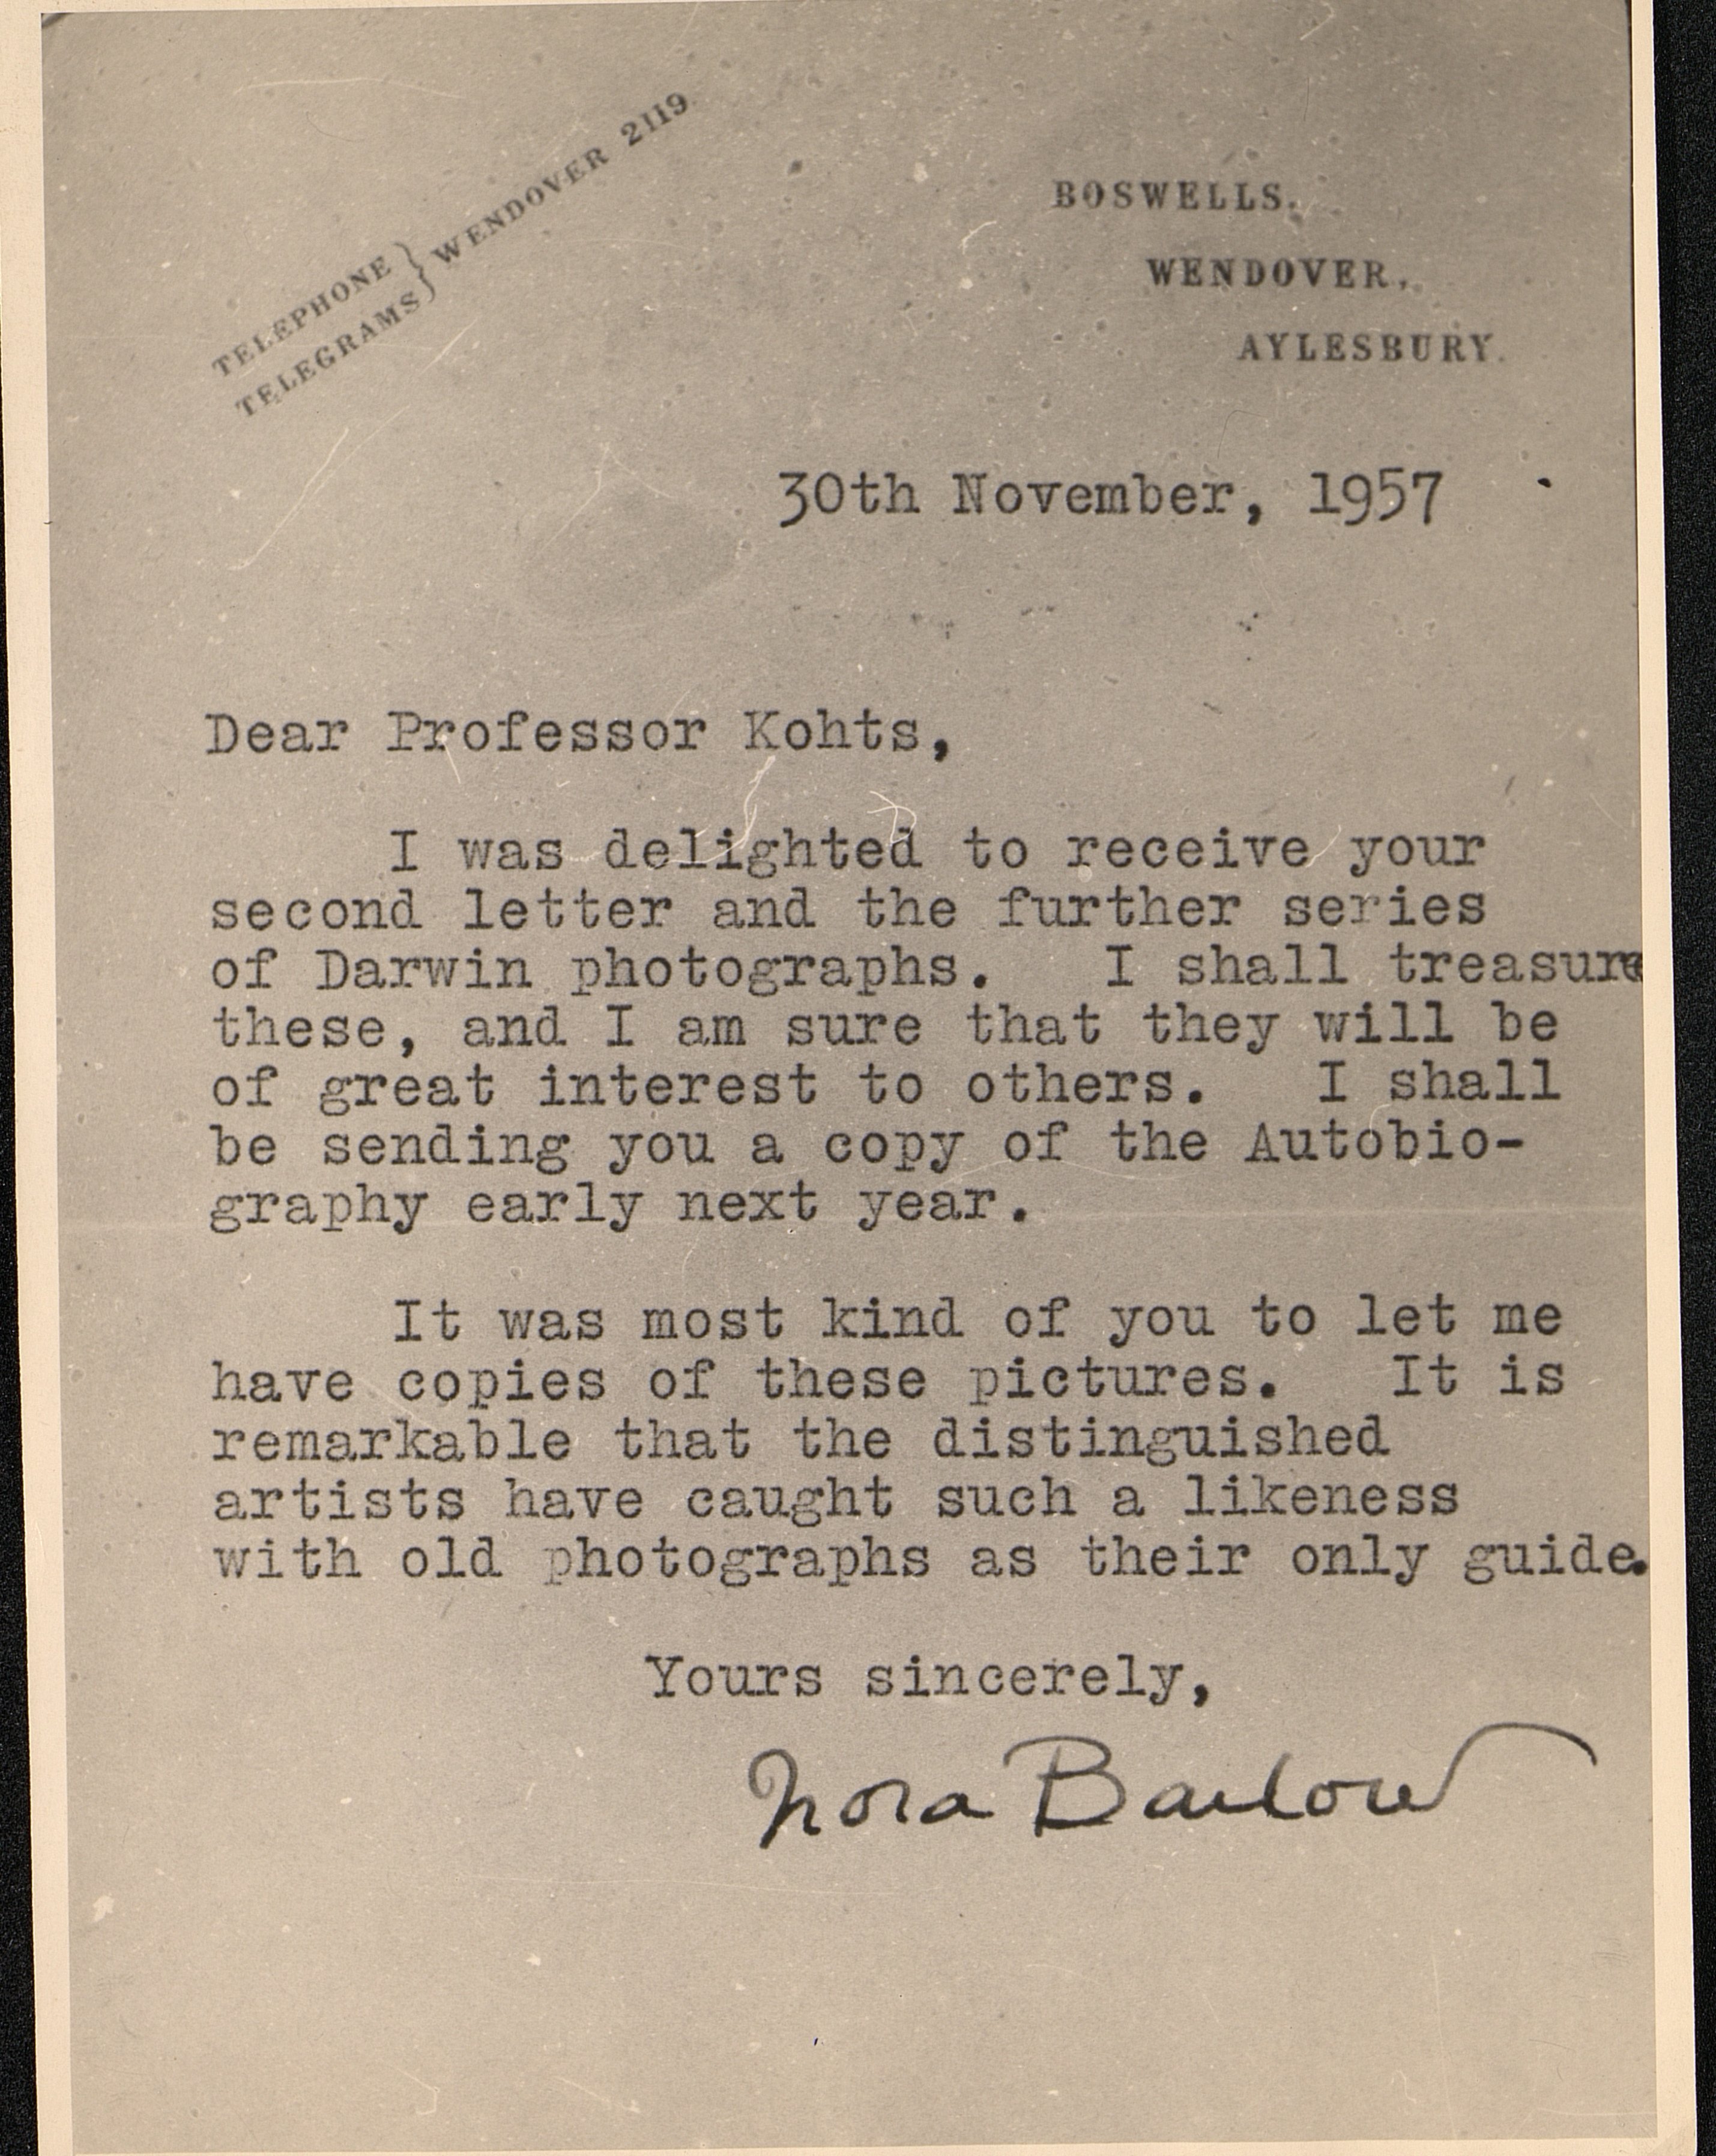 TELEPHONE } WENDOVER 2119
TELEGRAMS
BOSWELLS.
WENDOVER,
AYLESBURY.
30th November, 1957
Dear Professor Kohts,
I was delighted to receive your
second letter and the further series
of Darwin photographs. I shall treasure
these, and I am sure that they will be
of great interest to others. I shall
be sending you a copy of the Autobio-
graphy early next year.
It was most kind of you to let me
have copies of these pictures. It is
remarkable that the distinguished
artists have caught such a likeness
with old photographs as their only guide.
Yours sincerely,
Nora Barlow